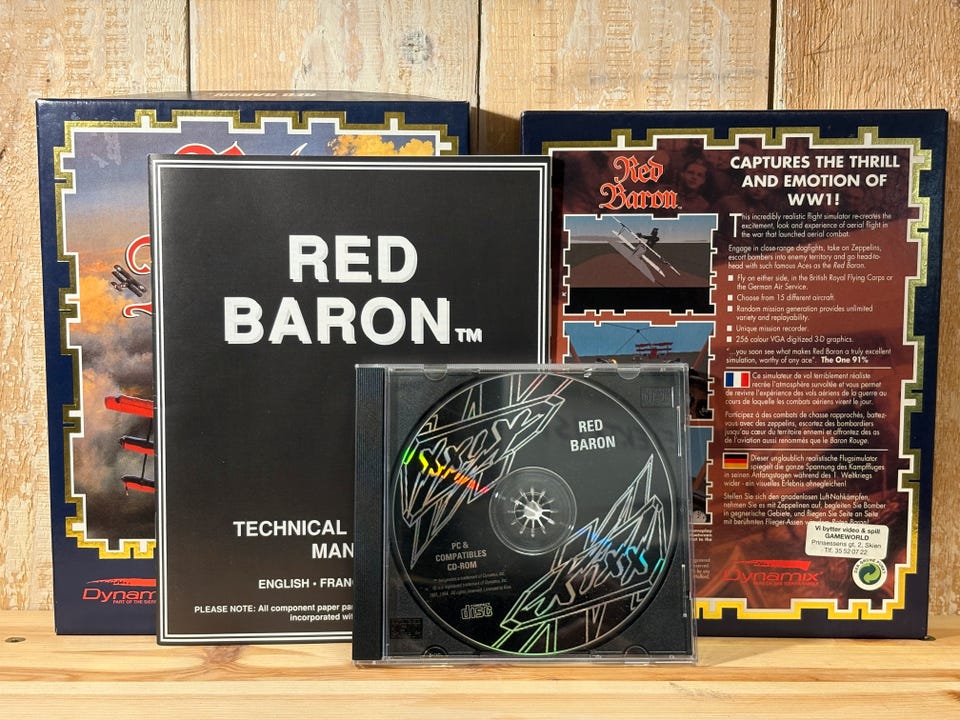 RED BARON
RED
BARON™
TECHNICAL
MAN
ENGLISH • FRAN
PLEASE NOTE: All component paper par
incorporated wit
Dynamix
PART OF THE SIER
RED
BARON
PC &
COMPATIBLES
CD-ROM
COMPACT
disc
Red
Baron
CAPTURES THE THRILL
AND EMOTION OF
WW1!
This incredibly realistic flight simulator re-creates the
excitement, look and experience of aerial flight in
the war that launched aerial combat.
Engage in close-range dogfights, take on Zeppelins,
escort bombers into enemy territory and go head-to-
head with such famous Aces as the Red Baron.
■ Fly on either side, in the British Royal Flying Corps or
the German Air Service.
■ Choose from 15 different aircraft.
■ Random mission generation provides unlimited
variety and replayability.
■ Unique mission recorder.
■ 256 colour VGA digitized 3-D graphics.
"...you soon see what makes Red Baron a truly excellent
simulation, worthy of any ace". The One 91%
Ce simulateur de vol terriblement réaliste
recrée l'atmosphère survoltée et vous permet
de revivre l'expérience des vols aériens de la guerre au
cours de laquelle les combats aériens virent le jour.
Participez à des combats de chasse rapprochés, battez-
vous avec des zeppelins, escortez des bombardiers
jusqu'au cœur du territoire ennemi et affrontez des as
de l'aviation aussi renommés que le Baron Rouge.
Dieser unglaublich realistische Flugsimulator
spiegelt die ganze Spannung des Kampffluges
in seinen Anfangstagen während des 1. Weltkriegs
wider - ein visuelles Erlebnis ohnegleichen!
Stellen Sie sich den gnadenlosen Luft-Nahkämpfen,
nehmen Sie es mit Zeppelinen auf, begleiten Sie Bomber
in gegnerische Gebiete, und fliegen Sie Seite an Seite
mit berühmten Flieger-Assen
Vi bytter video & spill
GAMEWORLD
Prinsessens gt, 2, Skien
Tlf. 35 52 07 22
Dynamix